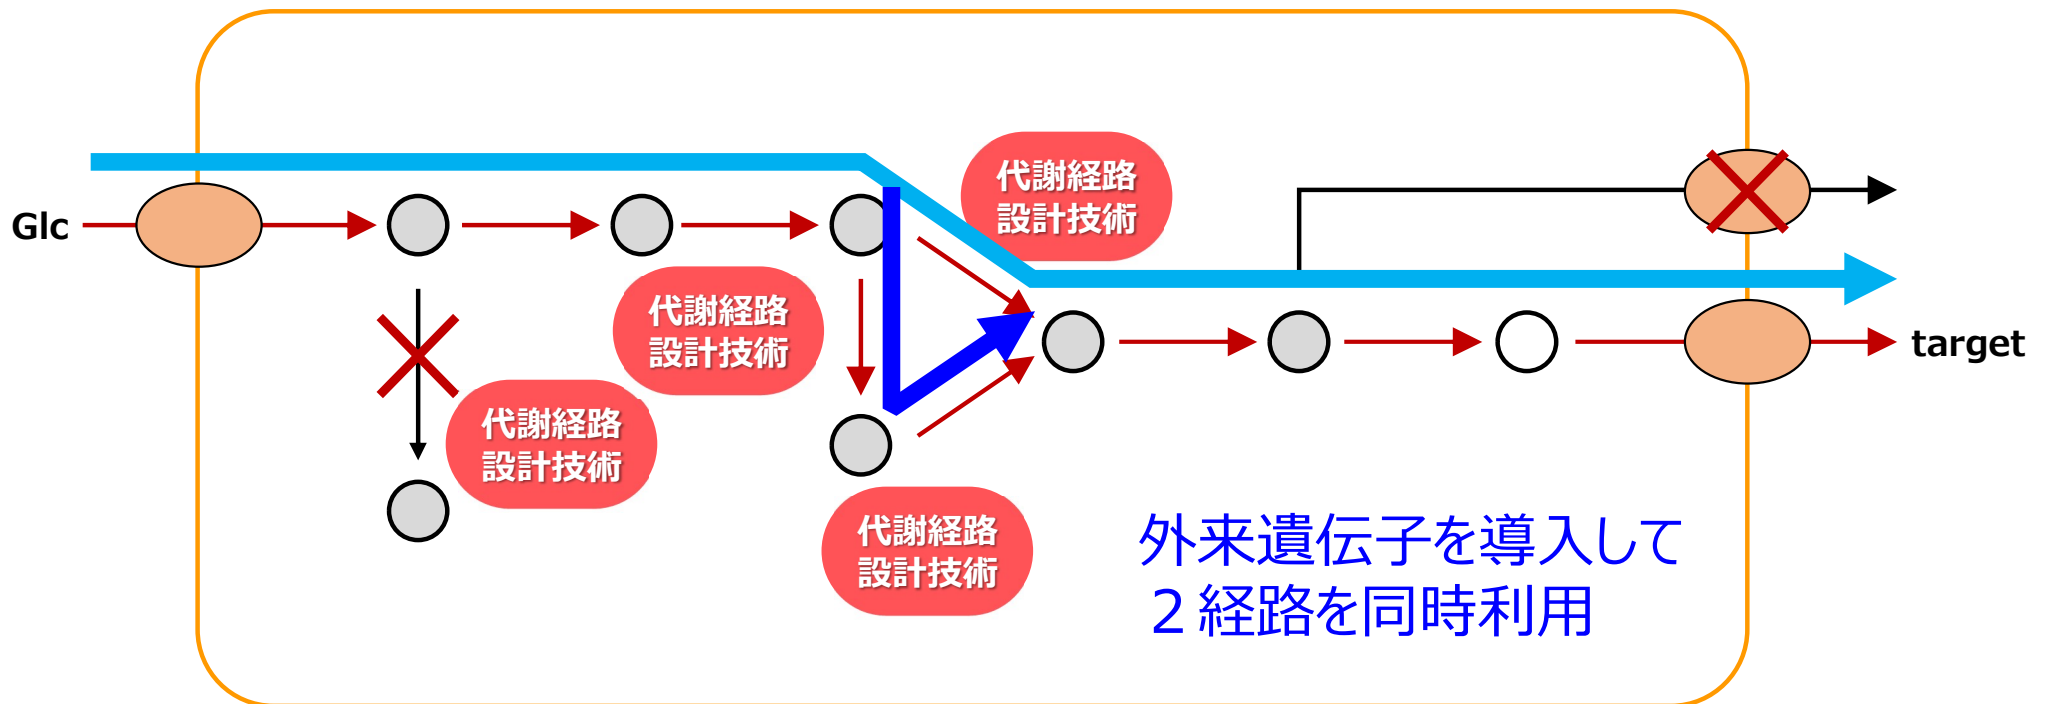 代謝経路
設計技術
Glc
代謝経路
設計技術
target
代謝経路
設計技術
代謝経路
設計技術
外来遺伝子を導入して
２経路を同時利用